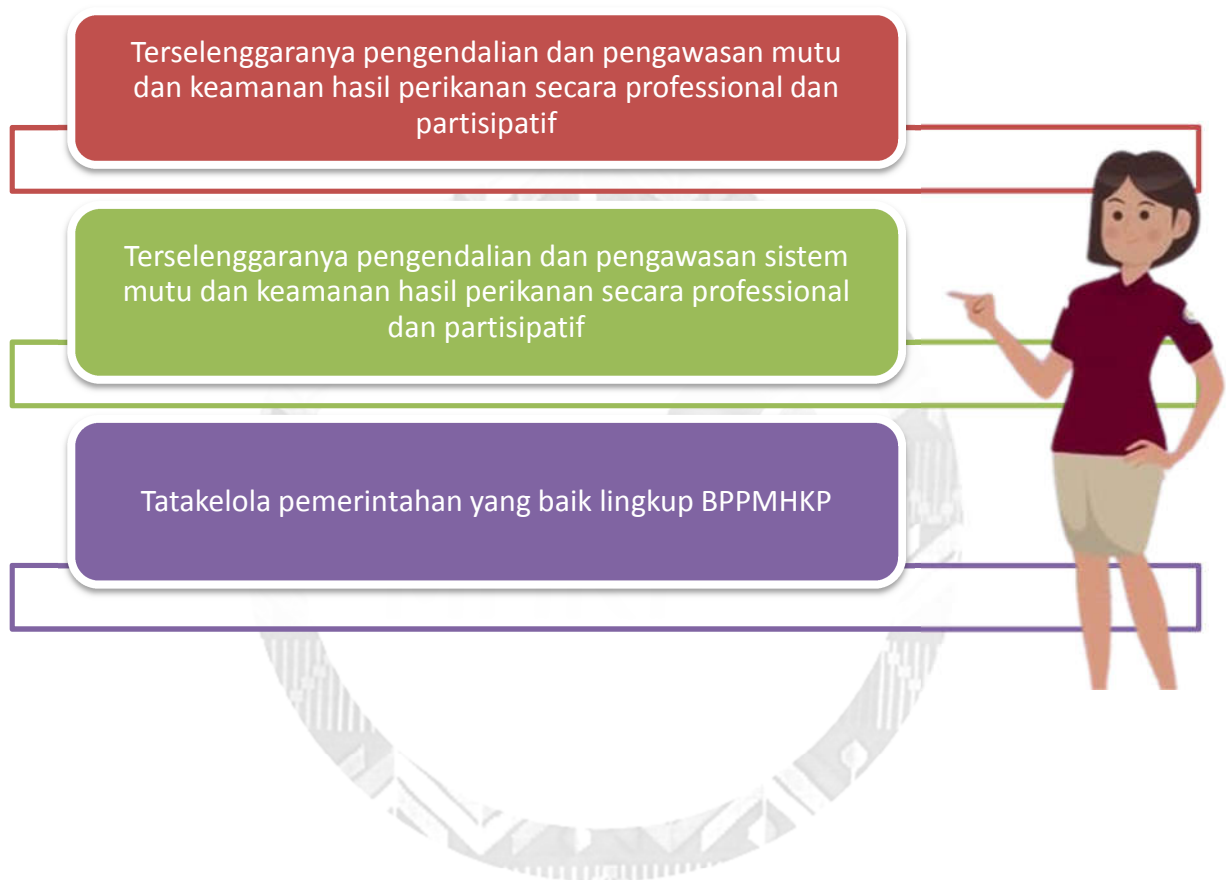 Terselenggaranya pengendalian dan pengawasan mutu
dan keamanan hasil perikanan secara professional dan
partisipatif
Terselenggaranya pengendalian dan pengawasan sistem
mutu dan keamanan hasil perikanan secara professional
dan partisipatif
Tatakelola pemerintahan yang baik lingkup BPPMHKP